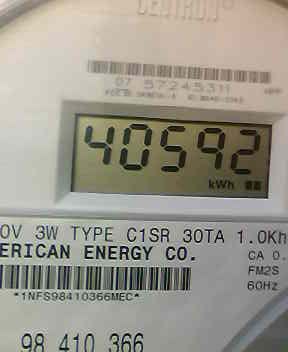 CENTRON®
07 57245311
40592
kWh
0V 3W TYPE C1SR 30TA 1.0Kh
ERICAN ENERGY CO.
CA 0.
FM2S
60Hz
*1NFS98410366MEC*
98 410 366